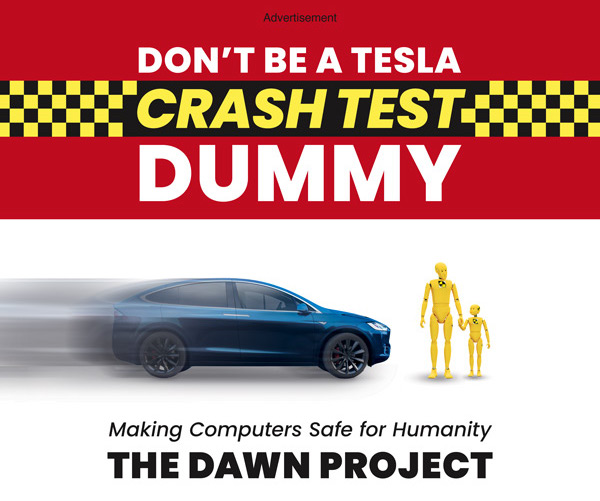 Advertisement
DON’T BE A TESLA
CRASH TEST
DUMMY
Making Computers Safe for Humanity
THE DAWN PROJECT